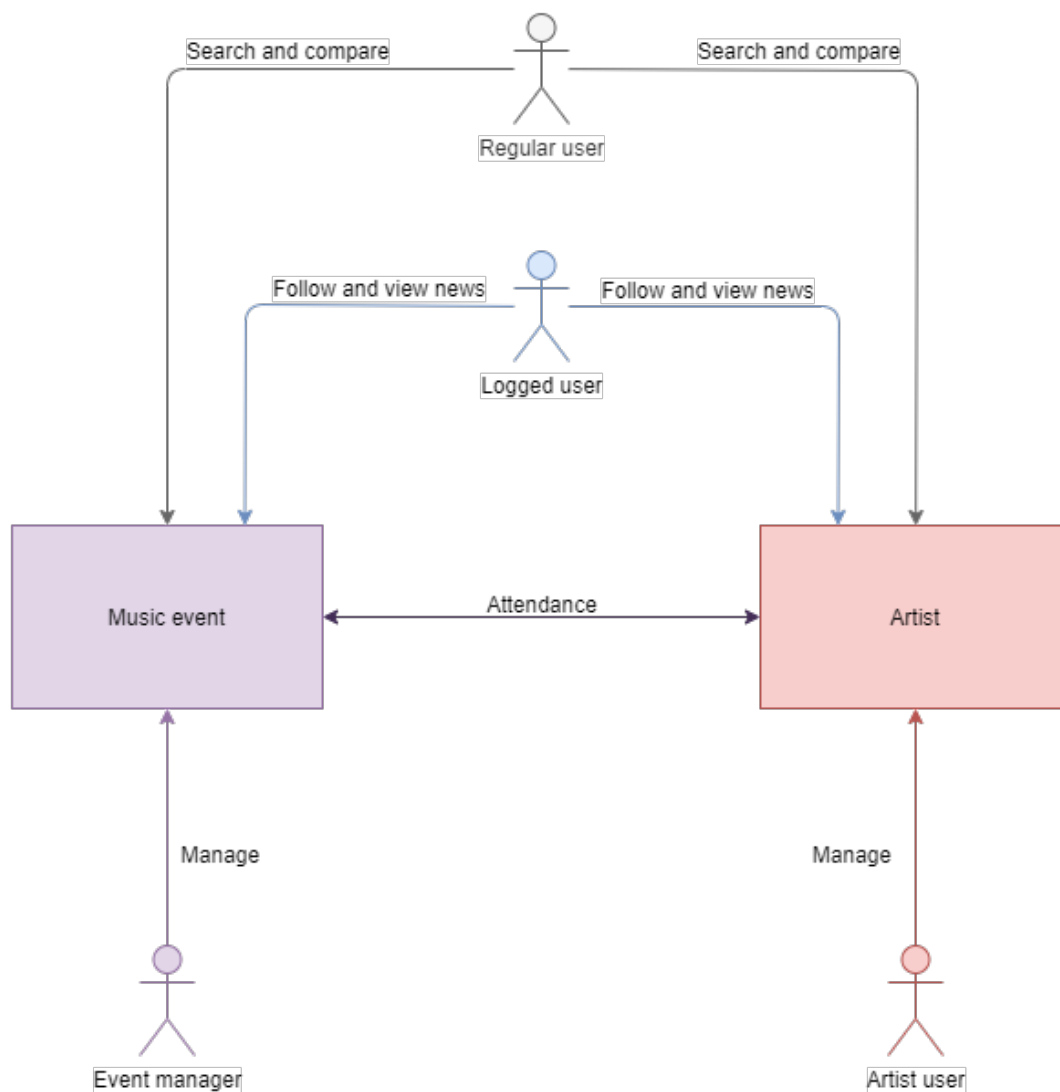 Search and compare
Search and compare
Regular user
Follow and view news
Follow and view news
Logged user
Music event
Attendance
Artist
Manage
Manage
Event manager
Artist user